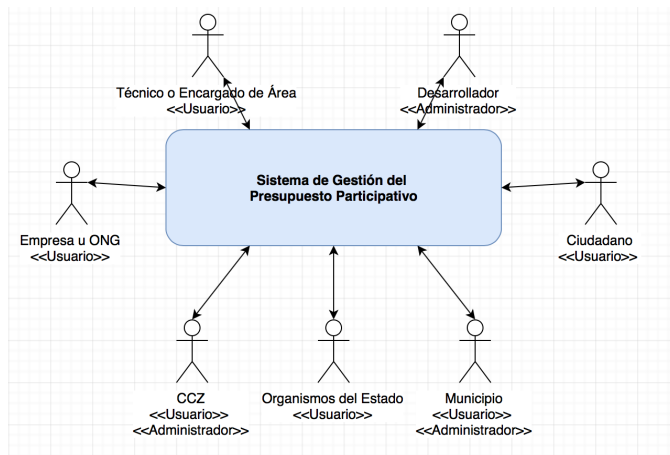 Técnico o Encargado de Área
<<Usuario>>
Desarrollador
<<Administrador>>
Sistema de Gestión del
Presupuesto Participativo
Empresa u ONG
<<Usuario>>
Ciudadano
<<Usuario>>
CCZ
<<Usuario>>
<<Administrador>>
Organismos del Estado
<<Usuario>>
Municipio
<<Usuario>>
<<Administrador>>